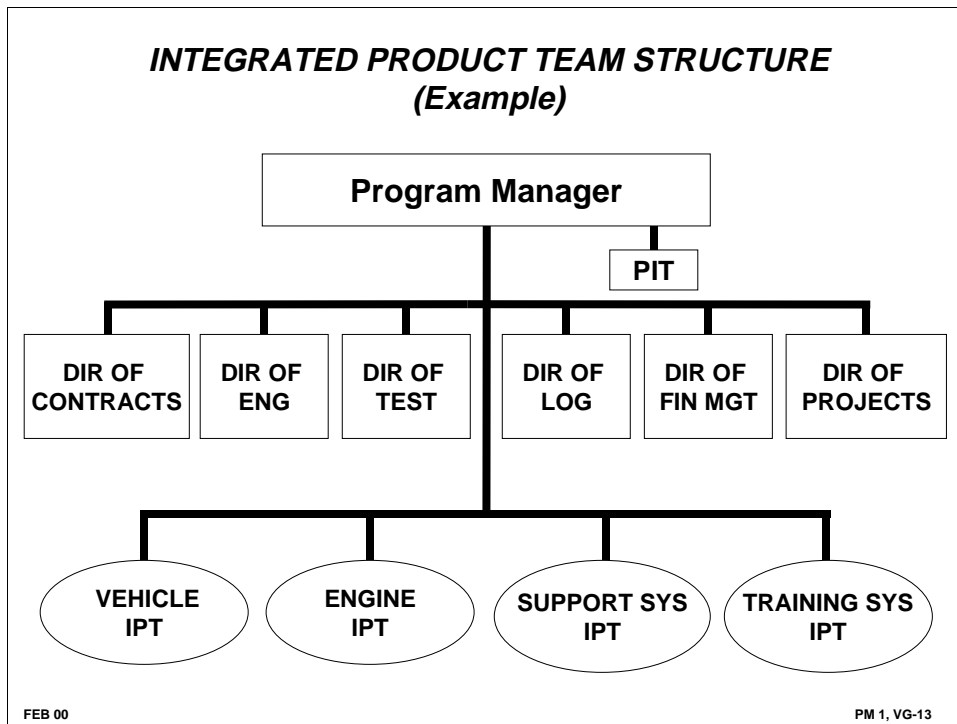 INTEGRATED PRODUCT TEAM STRUCTURE
(Example)
Program Manager
PIT
DIR OF
CONTRACTS
DIR OF
ENG
DIR OF
TEST
DIR OF
LOG
DIR OF
FIN MGT
DIR OF
PROJECTS
VEHICLE
IPT
ENGINE
IPT
SUPPORT SYS
IPT
TRAINING SYS
IPT
FEB 00
PM 1, VG-13